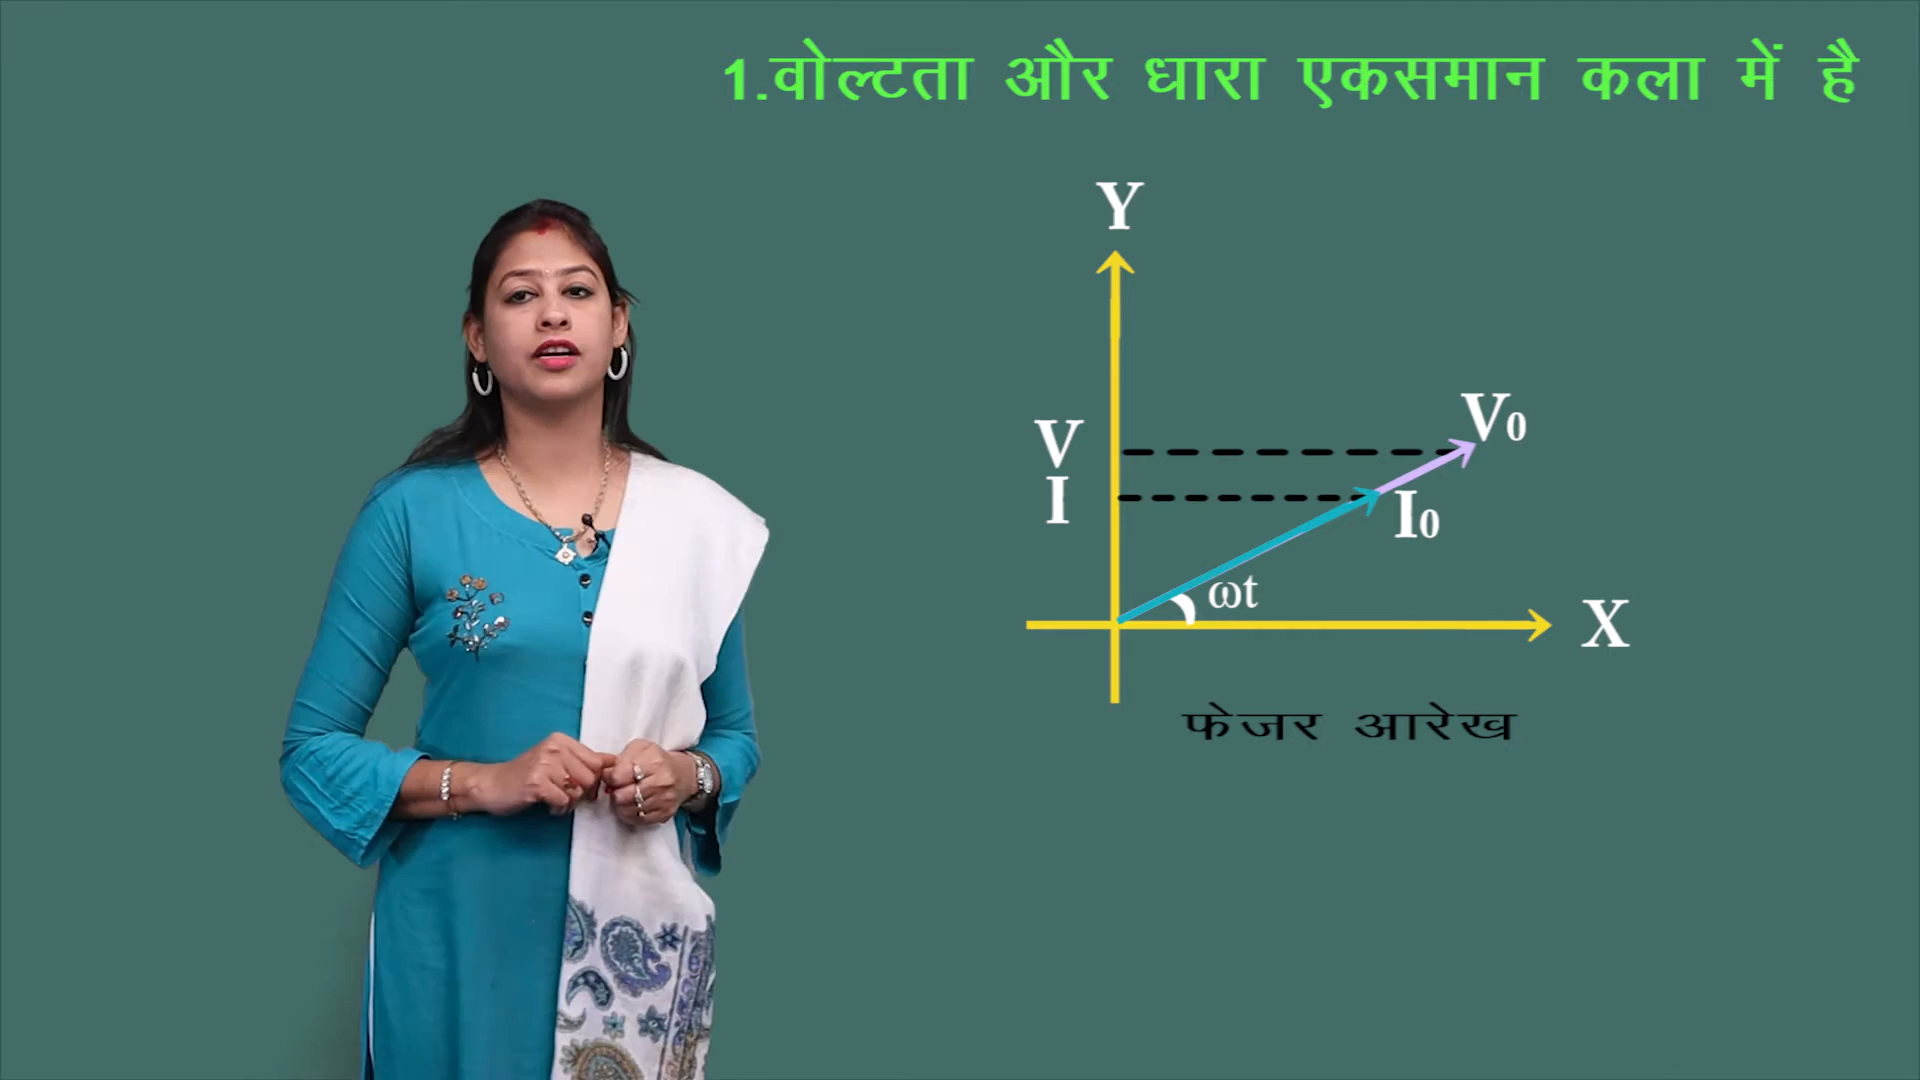 1.वोल्टता और धारा एकसमान कला में है
Y
V
V₀
I
I₀
ωt
X
फेजर आरेख